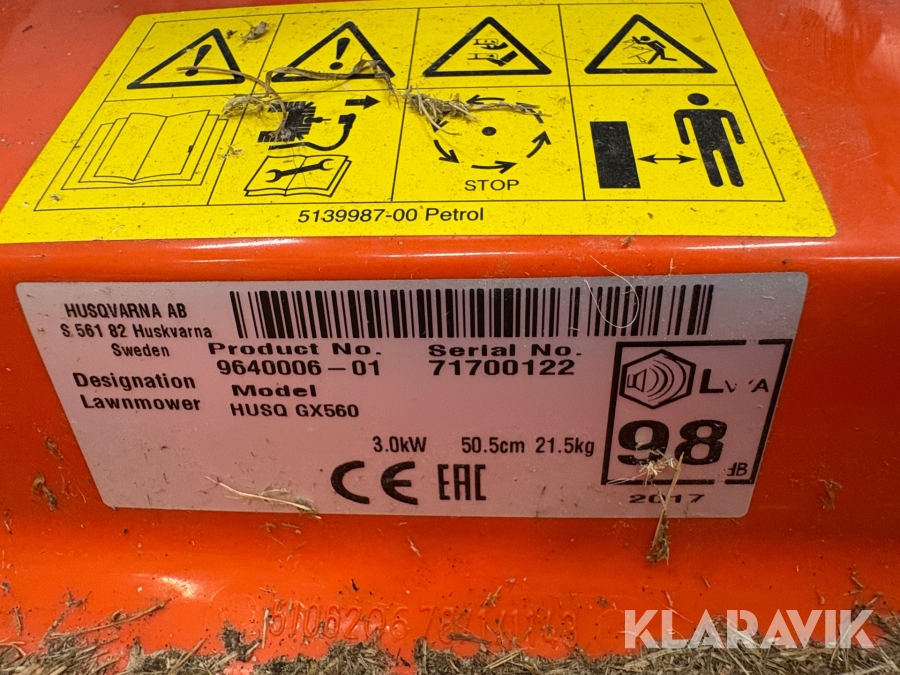 STOP
5139987-00 Petrol
HUSQVARNA AB
S 561 82 Huskvarna
Sweden
Product No. Serial No.
9640006-01 71700122
Designation Model
Lawnmower HUSQ GX560
3.0kW 50.5cm 21.5kg
CE EAC
LWA
98
dB
2017
KLARAVIK